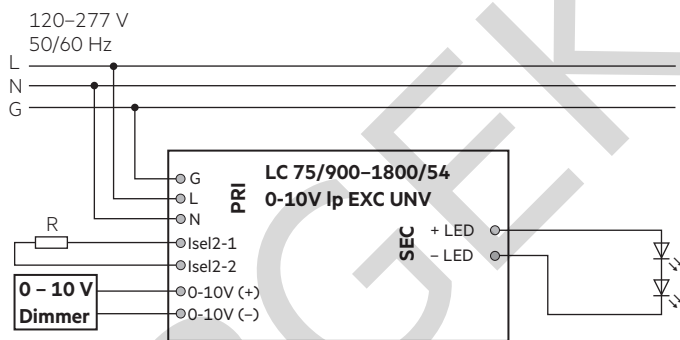 120–277 V
50/60 Hz
L
N
G
LC 75/900–1800/54
0-10V lp EXC UNV
PRI
G
L
N
R
Isel2-1
Isel2-2
0 – 10 V
Dimmer
0-10V (+)
0-10V (–)
SEC
+ LED
– LED